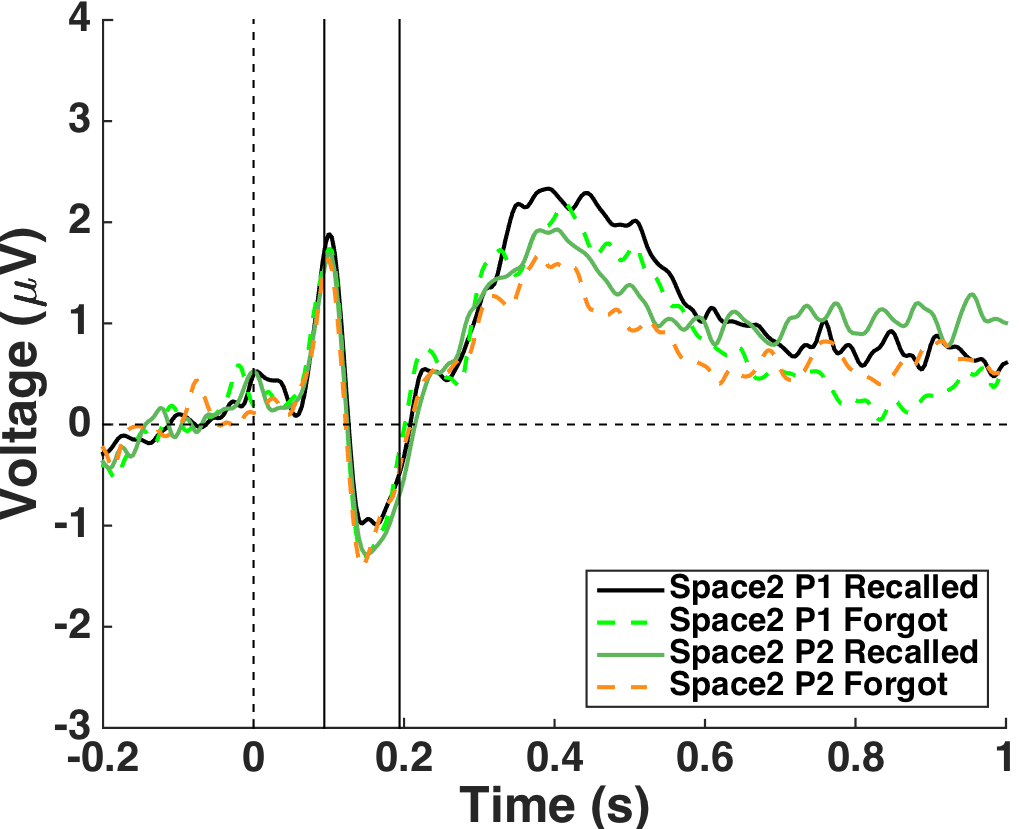 4
3
2
1
0
-1
-2
-3
Voltage (μV)
-0.2 0 0.2 0.4 0.6 0.8 1
Time (s)
Space2 P1 Recalled
Space2 P1 Forgot
Space2 P2 Recalled
Space2 P2 Forgot